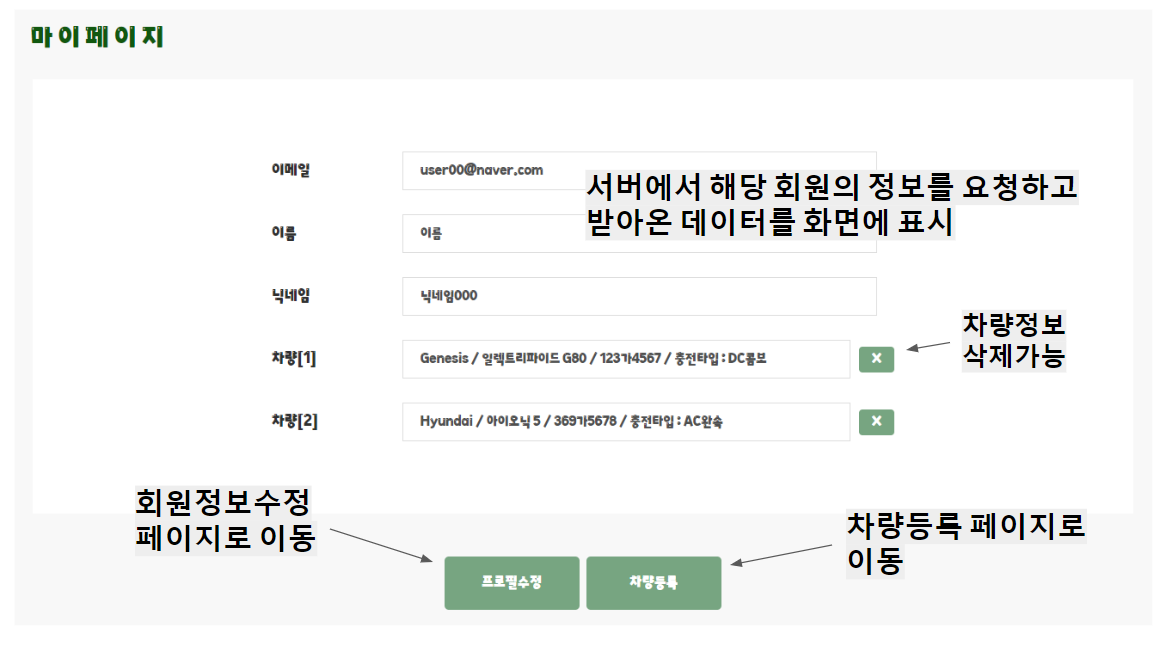 마이페이지
이메일
user00@naver.com
서버에서 해당 회원의 정보를 요청하고
받아온 데이터를 화면에 표시
이름
이름
닉네임
닉네임000
차량정보
삭제가능
차량[1]
Genesis / 일렉트리파이드 G80 / 123가4567 / 충전타입 : DC콤보
X
차량[2]
Hyundai / 아이오닉 5 / 369가5678 / 충전타입 : AC완속
X
회원정보수정
페이지로 이동
차량등록 페이지로
이동
프로필수정
차량등록